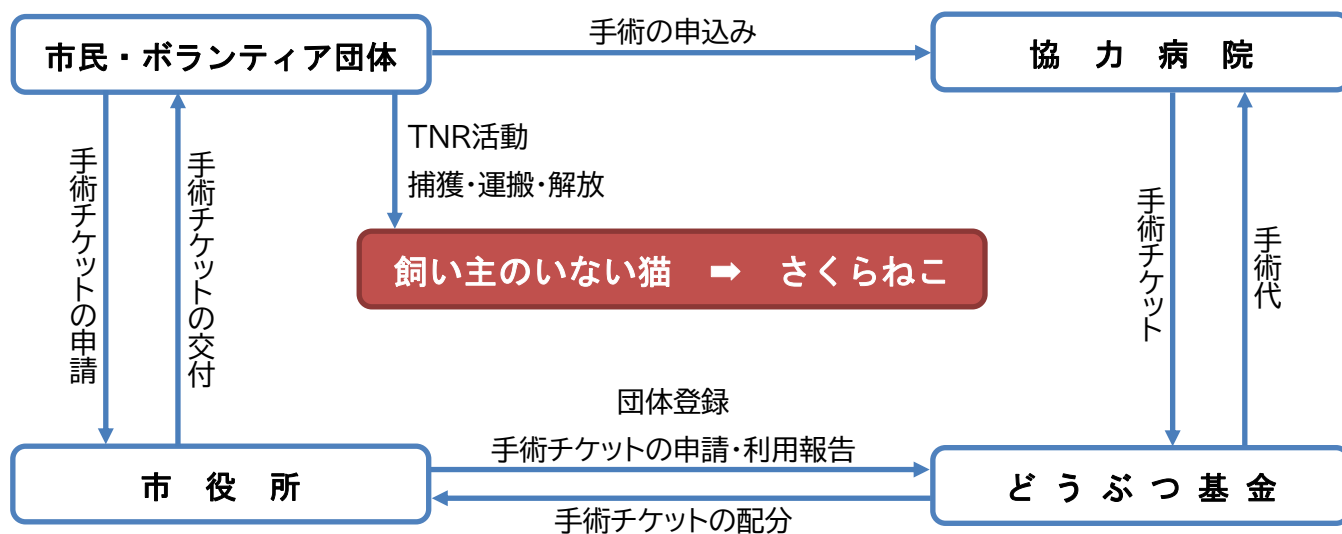 市民・ボランティア団体
手術の申込み
協力病院
TNR活動
捕獲・運搬・解放
手術チケットの申請
手術チケットの交付
飼い主のいない猫 ➡ さくらねこ
手術チケット
手術代
団体登録
手術チケットの申請・利用報告
市役所
どうぶつ基金
手術チケットの配分